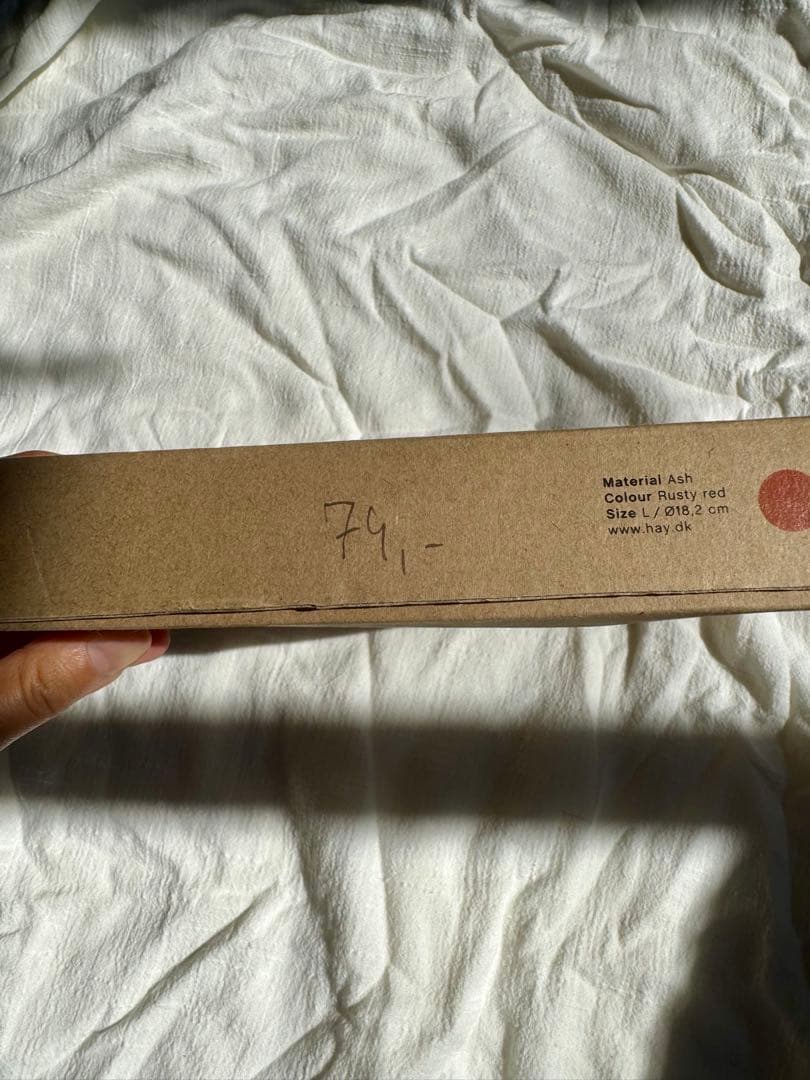 79,-
Material Ash
Colour Rusty red
Size L / Ø18,2 cm
www.hay.dk